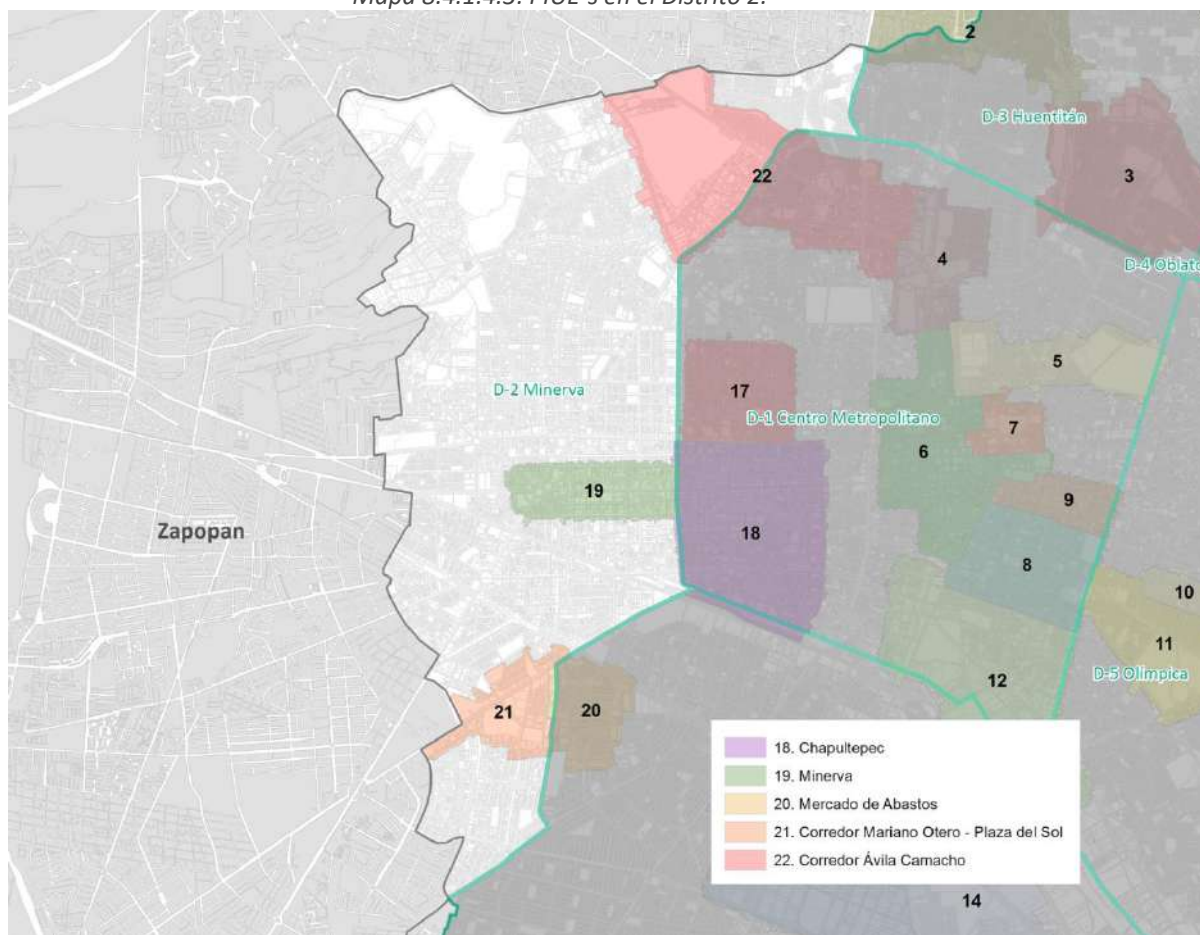 Mapa 8.4.1.4.3. PIUE's en el Distrito 2.
2
D-3 Huentitán
3
22
4
D-4 Oblato
5
D-2 Minerva
17
D-1 Centro Metropolitano
7
6
19
9
Zapopan
18
8
10
11
D-5 Olímpica
12
21
20
18. Chapultepec
19. Minerva
20. Mercado de Abastos
21. Corredor Mariano Otero - Plaza del Sol
22. Corredor Ávila Camacho
14